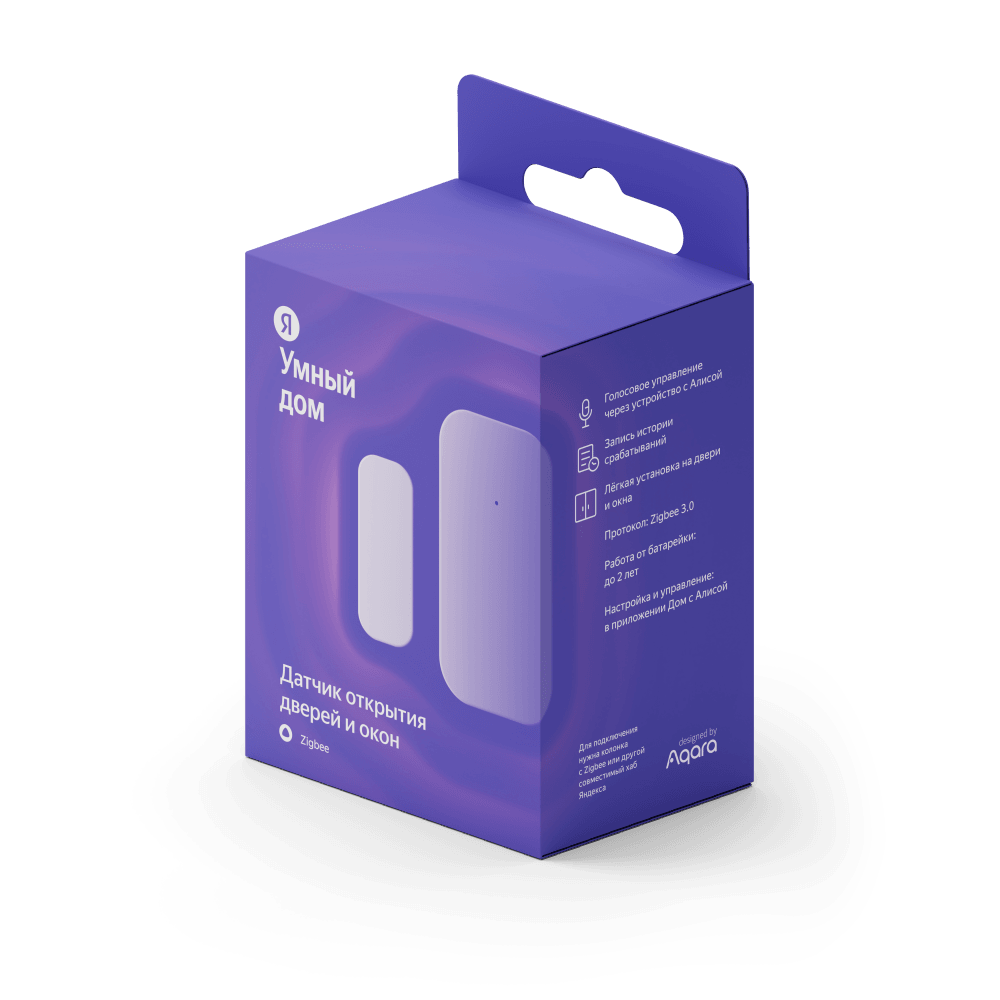 Я
Умный
дом
Датчик открытия
дверей и окон
Zigbee
Голосовое управление
через устройство с Алисой
Запись истории
срабатываний
Лёгкая установка на двери
и окна
Протокол: Zigbee 3.0
Работа от батарейки:
до 2 лет
Настройка и управление:
в приложении Дом с Алисой
Для подключения
нужна колонка
с Zigbee или другой
совместимый хаб
Яндекса
designed by
Aqara